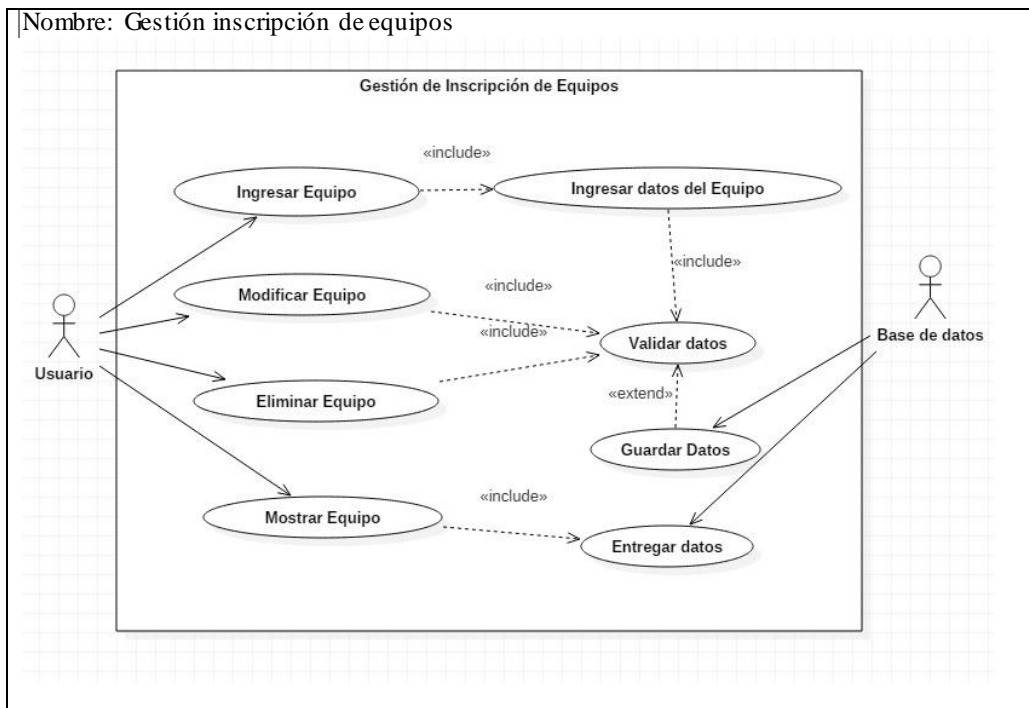 Nombre: Gestión inscripción de equipos
Gestión de Inscripción de Equipos
«include»
Ingresar Equipo
Ingresar datos del Equipo
«include»
Modificar Equipo
«include»
«include»
Validar datos
Base de datos
Usuario
Eliminar Equipo
«extend»
Guardar Datos
«include»
Mostrar Equipo
Entregar datos